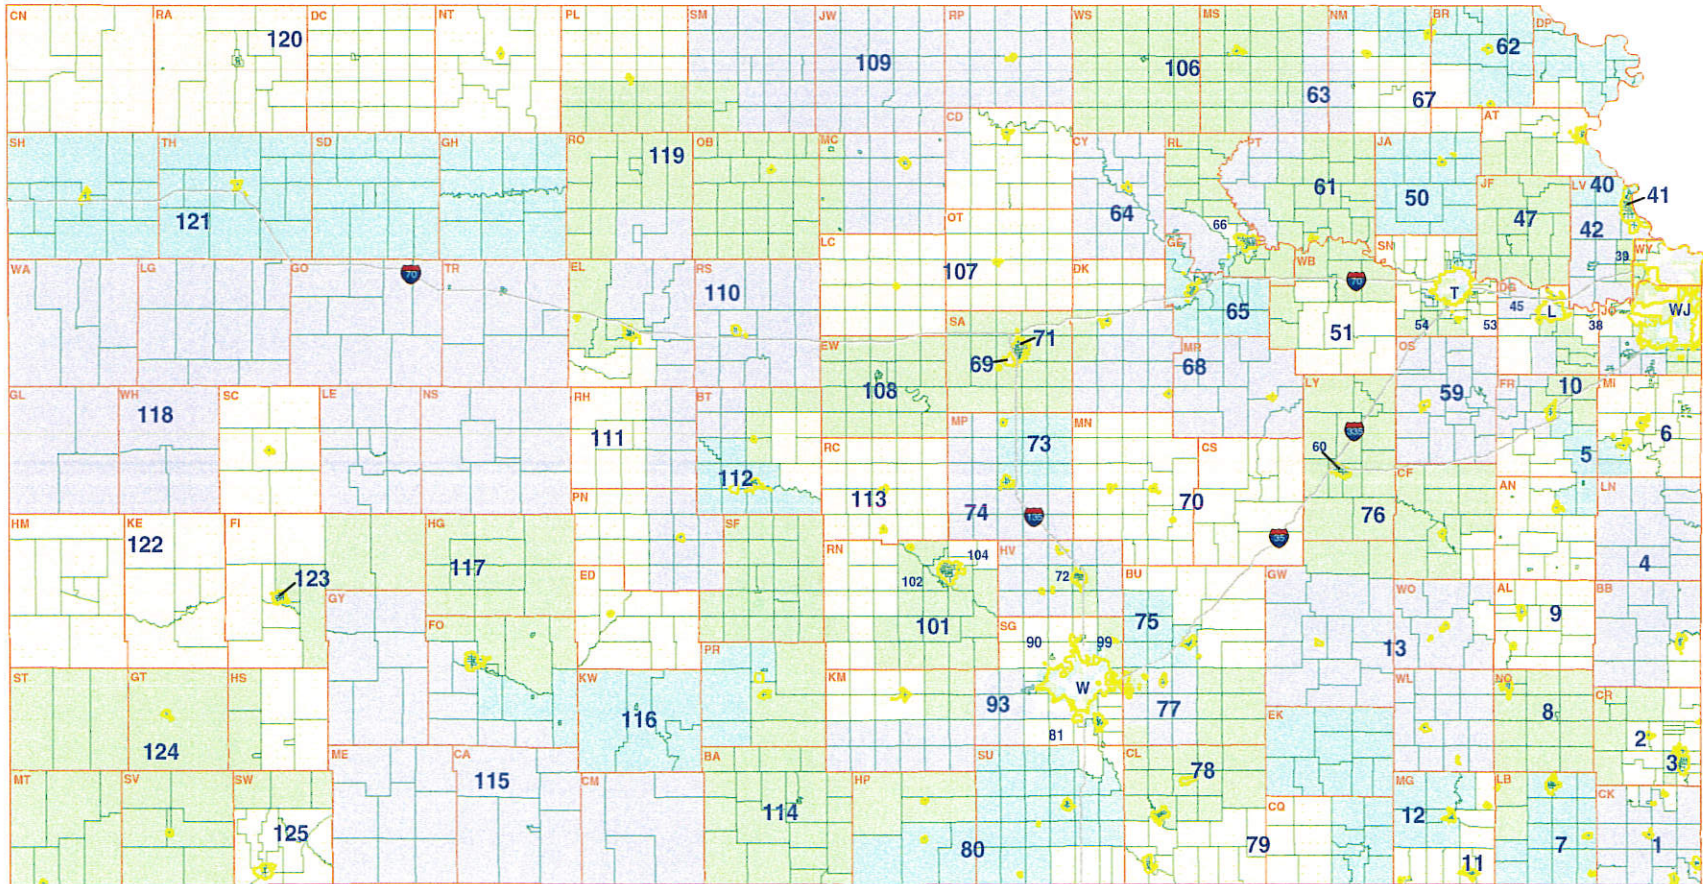 CN RA DC NT PL SM JW RP WS MS NM BR DP
120 109 106 63 67 62
CD AT
SH TH SD GH RO OB MC CY RL PT JA
119 61 50 JF LV 40 41
121 64 66 47 42
OT GE SN WY
LC 107 DK WB 39
WA LG GO TR EL RS
70 110 70 T DG 45 L 38 JO WJ
65 51 54 53
SA 71 69 EW MR 68 OS
108 59
GL WH SC LE NS RH BT LY FR 10 MI
118 111 MP 73 MN 335 6
RC CS 60 5
112 113 CF
PN 74 135 70 76 AN LN
HM KE FI HG SF 35
122 RN 104 HV 4
123 117 ED 102 72 BU GW WO AL BB
GY 9
FO 101 SG 75 13
PR 90 99
ST GT HS KW KM W WL NO
93 77 8 CR
116 EK 2
124 81 3
ME CA BA SU CL
MT SV SW 115 CM HP 78 MG LB CK
114 CQ 12
125 80 79 7 1
11